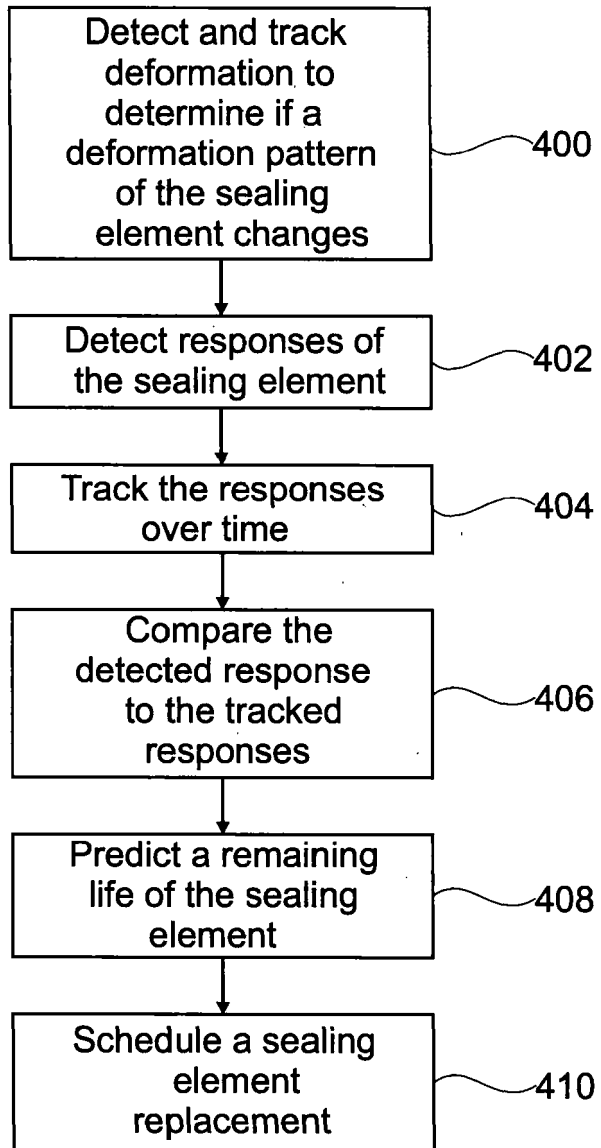 Detect and track
deformation to
determine if a
deformation pattern
of the sealing
element changes
400
Detect responses of
the sealing element
402
Track the responses
over time
404
Compare the
detected response
to the tracked
responses
406
Predict a remaining
life of the sealing
element
408
Schedule a sealing
element
replacement
410